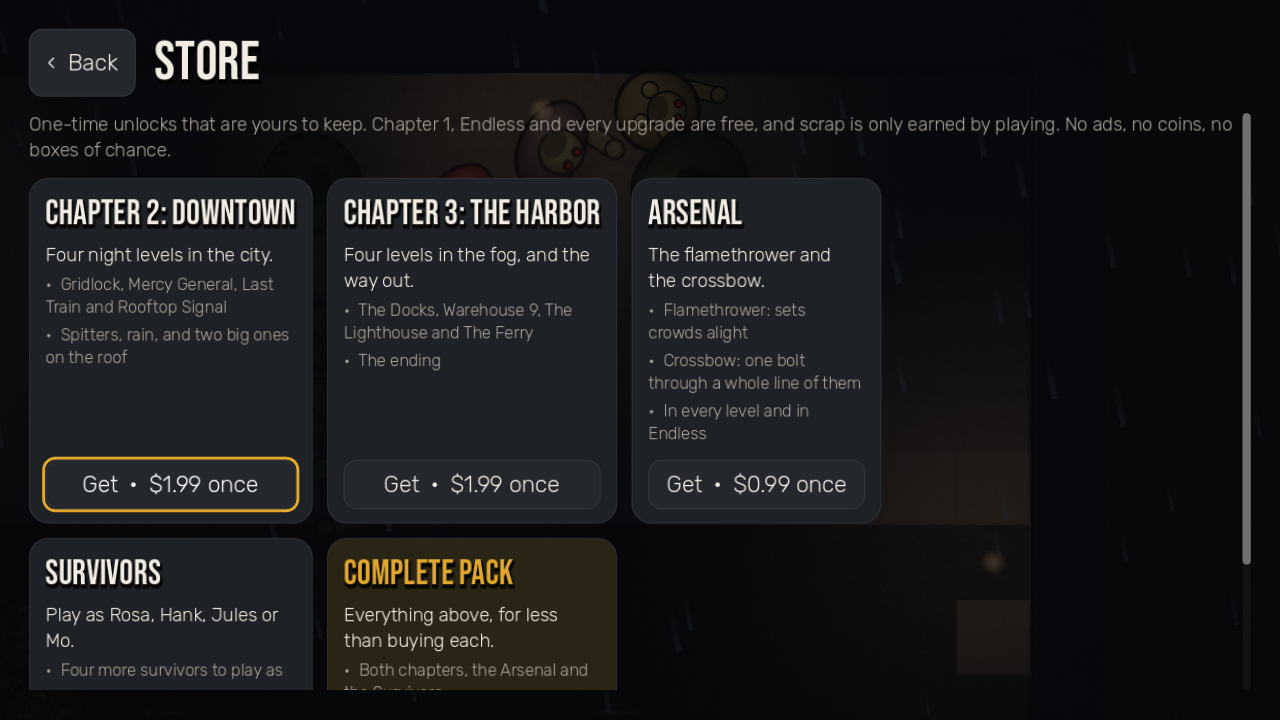 ‹ Back
STORE
One-time unlocks that are yours to keep. Chapter 1, Endless and every upgrade are free, and scrap is only earned by playing. No ads, no coins, no
boxes of chance.
CHAPTER 2: DOWNTOWN
Four night levels in the city.
• Gridlock, Mercy General, Last
Train and Rooftop Signal
• Spitters, rain, and two big ones
on the roof
Get • $1.99 once
CHAPTER 3: THE HARBOR
Four levels in the fog, and the
way out.
• The Docks, Warehouse 9, The
Lighthouse and The Ferry
• The ending
Get • $1.99 once
ARSENAL
The flamethrower and
the crossbow.
• Flamethrower: sets
crowds alight
• Crossbow: one bolt
through a whole line of them
• In every level and in
Endless
Get • $0.99 once
SURVIVORS
Play as Rosa, Hank, Jules or
Mo.
• Four more survivors to play as
COMPLETE PACK
Everything above, for less
than buying each.
• Both chapters, the Arsenal and